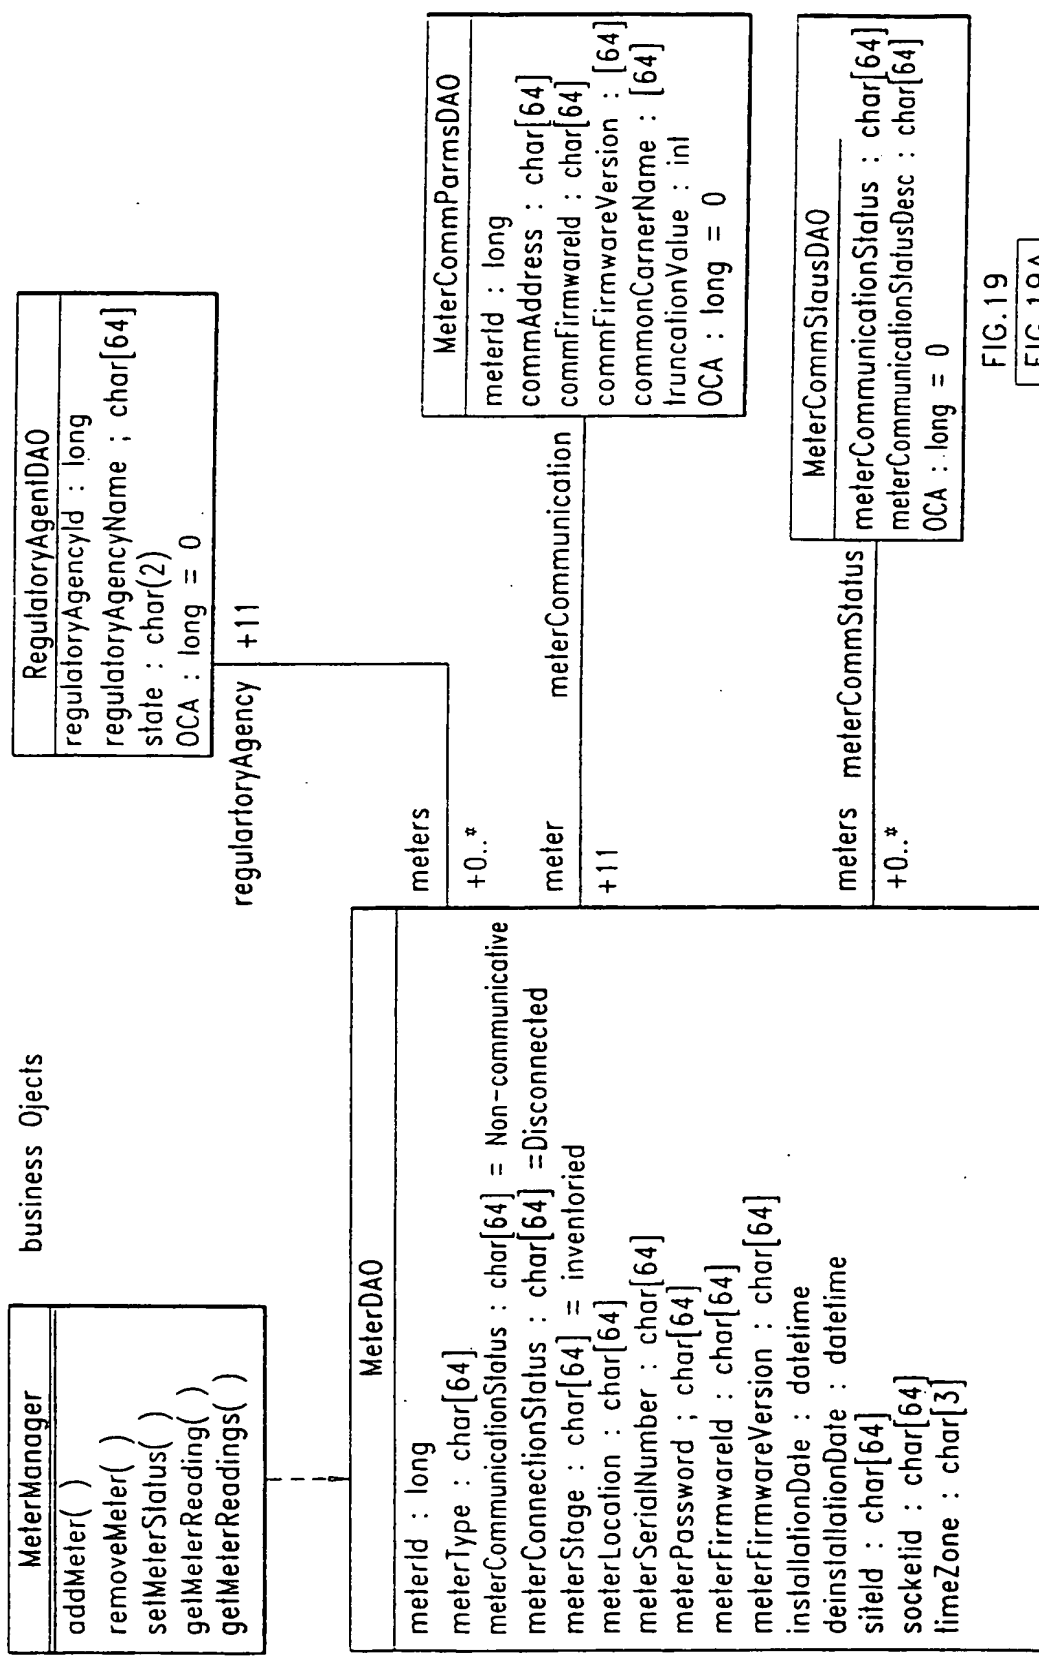 MeterManager
addMeter( )
removeMeter( )
setMeterStatus( )
getMeterReading( )
getMeterReadings( )
business Ojects
MeterDAO
meterId : long
meterType : char[64]
meterCommunicationStatus : char[64] = Non-communicative
meterConnectionStatus : char[64] =Disconnected
meterStage : char[64] = inventoried
meterLocation : char[64]
meterSerialNumber : char[64]
meterPassword ; char[64]
meterFirmwareId : char[64]
meterFirmwareVersion : char[64]
installationDate : datetime
deinstallationDate : datetime
siteId : char[64]
socketid : char[64]
timeZone : char[3]
RegulatoryAgentDAO
regulatoryAgencyId : long
regulatoryAgencyName ; char[64]
state : char(2)
OCA : long = 0
regulartoryAgency +11
meters
+0..*
MeterCommParmsDAO
meterId : long
commAddress : char[64]
commFirmwareId : char[64]
commFirmwareVersion : [64]
commonCarnerName : [64]
truncationValue : int
OCA : long = 0
meter meterCommunication
+11
MeterCommStausDAO
meterCommunicationStatus : char[64]
meterCommunicationStatusDesc : char[64]
OCA : long = 0
meters meterCommStatus
+0..*
FIG.19
FIG.19A